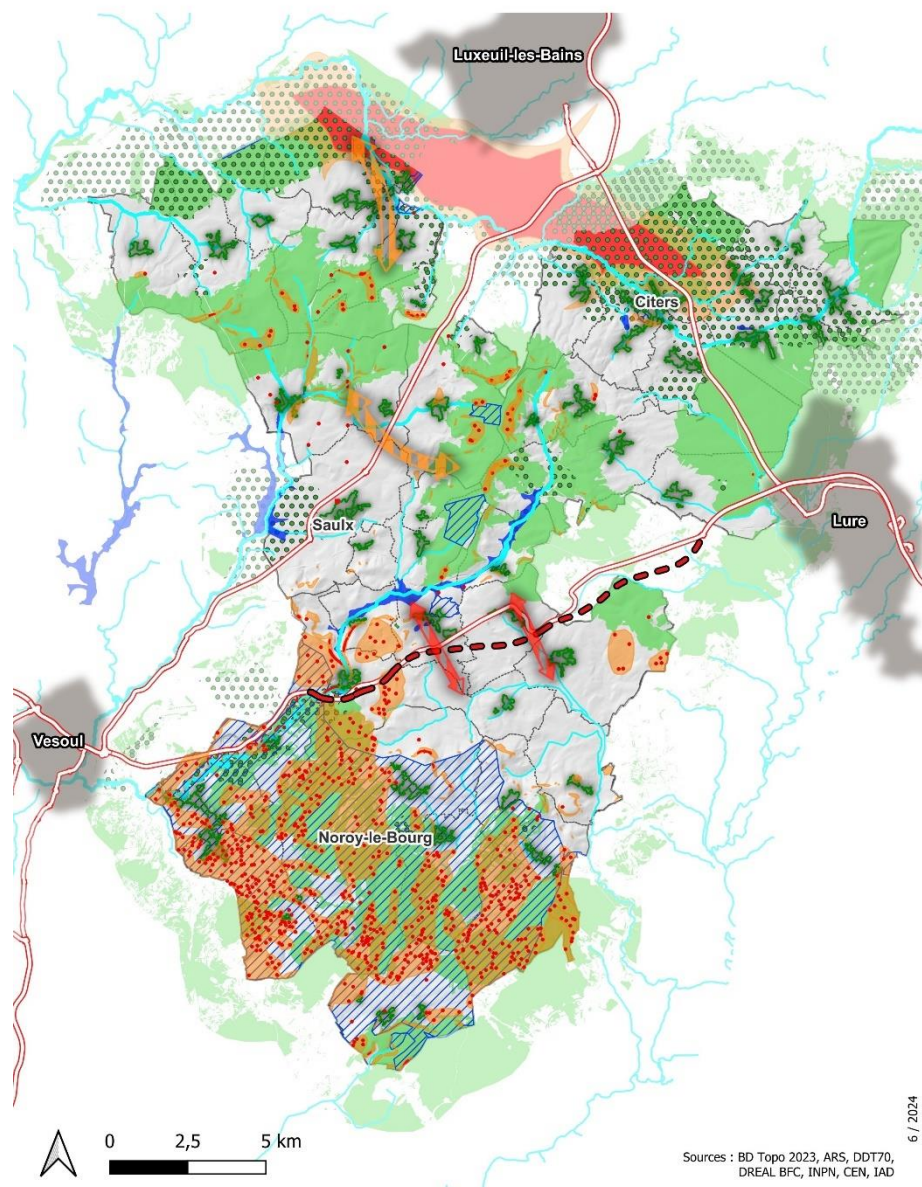 Luxeuil-les-Bains
Citers
Saulx
Lure
Vesoul
Noroy-le-Bourg
0 2,5 5 km
6 / 2024
Sources : BD Topo 2023, ARS, DDT70,
DREAL BFC, INPN, CEN, IAD